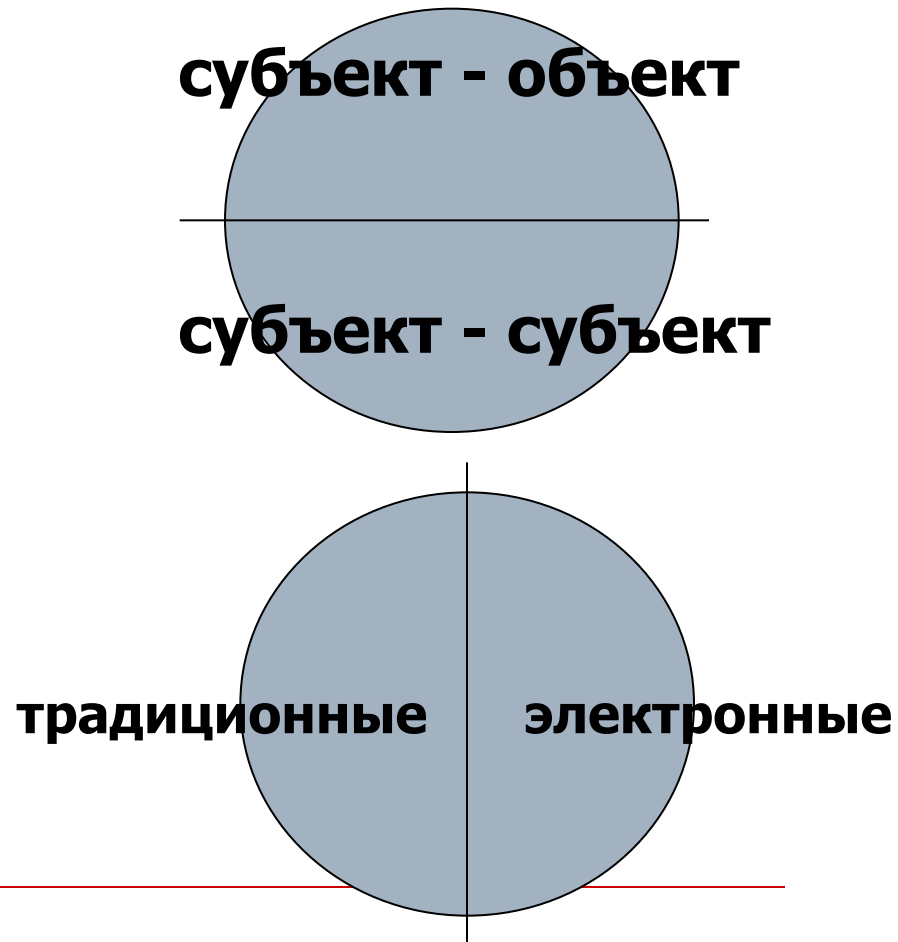 субъект - объект
субъект - субъект
традиционные электронные